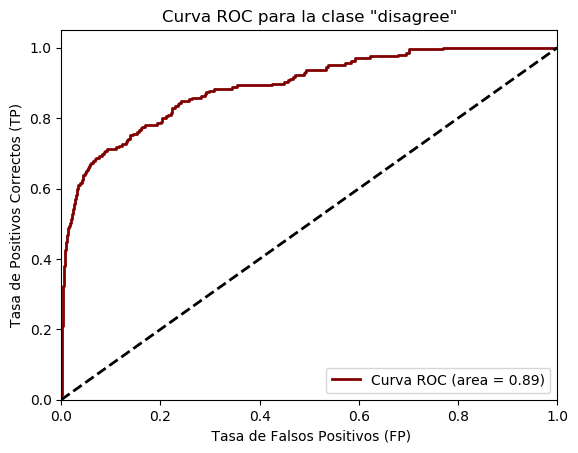 Curva ROC para la clase "disagree"
Tasa de Positivos Correctos (TP)
1.0
0.8
0.6
0.4
0.2
0.0
Curva ROC (area = 0.89)
0.0 0.2 0.4 0.6 0.8 1.0
Tasa de Falsos Positivos (FP)